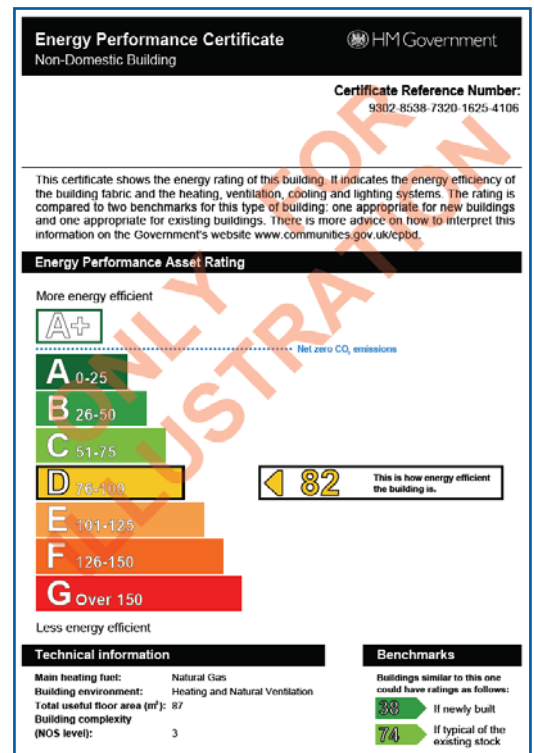 Energy Performance Certificate
HM Government
Non-Domestic Building
Certificate Reference Number:
9302-8538-7320-1625-4106
This certificate shows the energy rating of this building. It indicates the energy efficiency of
the building fabric and the heating, ventilation, cooling and lighting systems. The rating is
compared to two benchmarks for this type of building: one appropriate for new buildings
and one appropriate for existing buildings. There is more advice on how to interpret this
information on the Government's website www.communities.gov.uk/epbd.
Energy Performance Asset Rating
More energy efficient
A+
Net zero CO₂ emissions
A 0-25
B 26-50
C 51-75
D 76-100
82
This is how energy efficient
the building is.
E 101-125
F 126-150
G Over 150
Less energy efficient
ONLY FOR
ILLUSTRATION
Technical information
Main heating fuel: Natural Gas
Building environment: Heating and Natural Ventilation
Total useful floor area (m²): 87
Building complexity
(NOS level): 3
Benchmarks
Buildings similar to this one
could have ratings as follows:
38 If newly built
74 If typical of the
existing stock